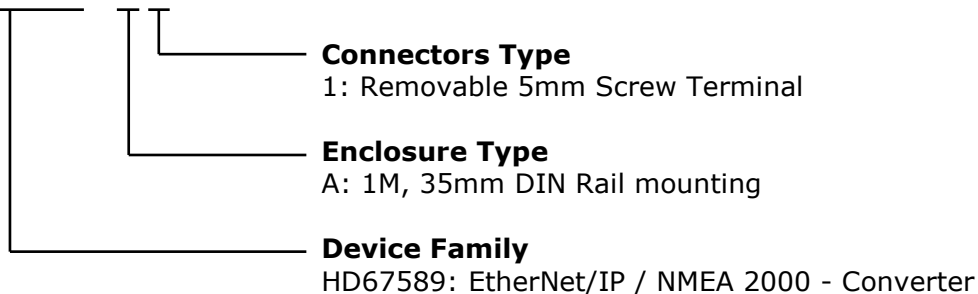 Connectors Type
1: Removable 5mm Screw Terminal
Enclosure Type
A: 1M, 35mm DIN Rail mounting
Device Family
HD67589: EtherNet/IP / NMEA 2000 - Converter